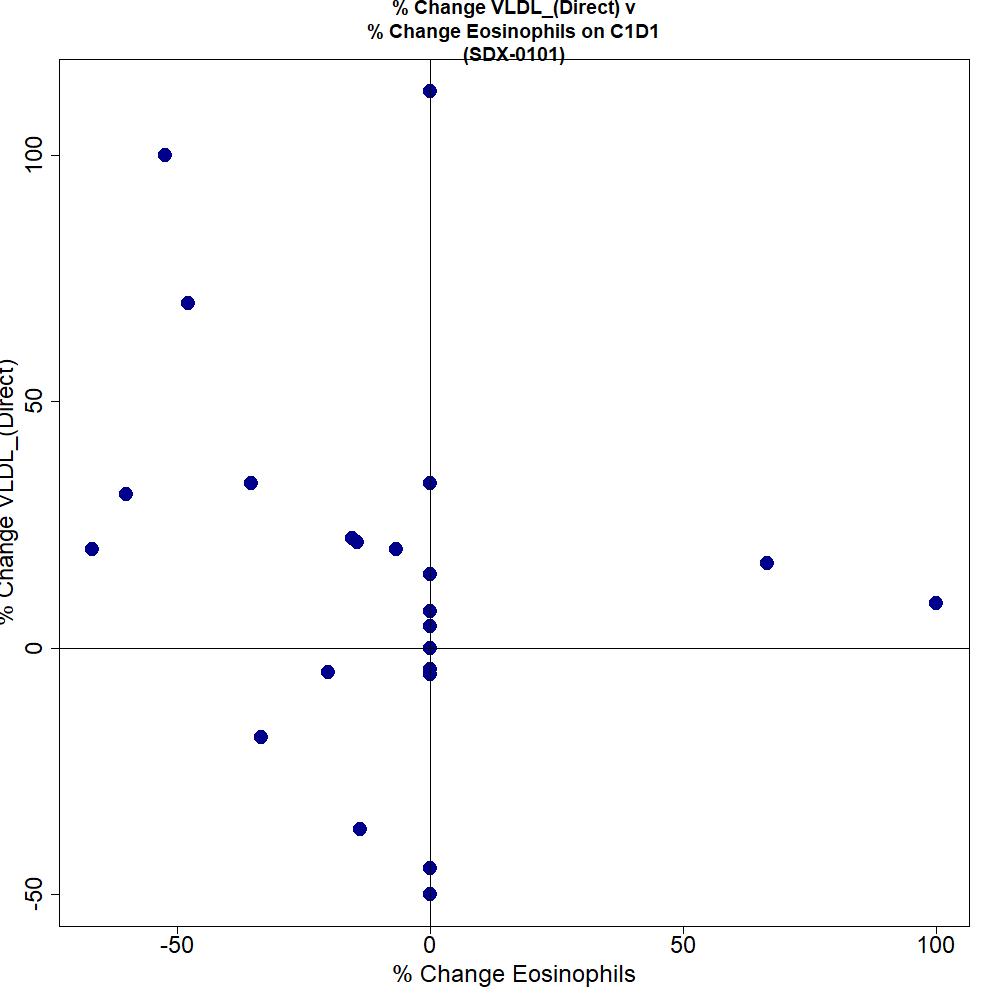 % Change VLDL_(Direct) v
% Change Eosinophils on C1D1
(SDX-0101)
% Change VLDL_(Direct)
100
50
0
-50
-50
0
50
100
% Change Eosinophils